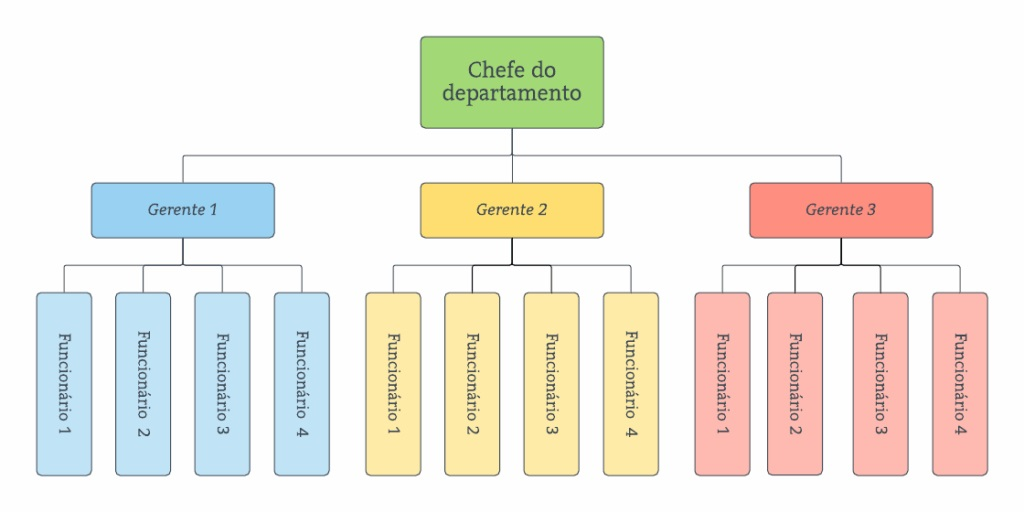 Chefe do
departamento
Gerente 1
Gerente 2
Gerente 3
Funcionário 1
Funcionário 2
Funcionário 3
Funcionário 4
Funcionário 1
Funcionário 2
Funcionário 3
Funcionário 4
Funcionário 1
Funcionário 2
Funcionário 3
Funcionário 4